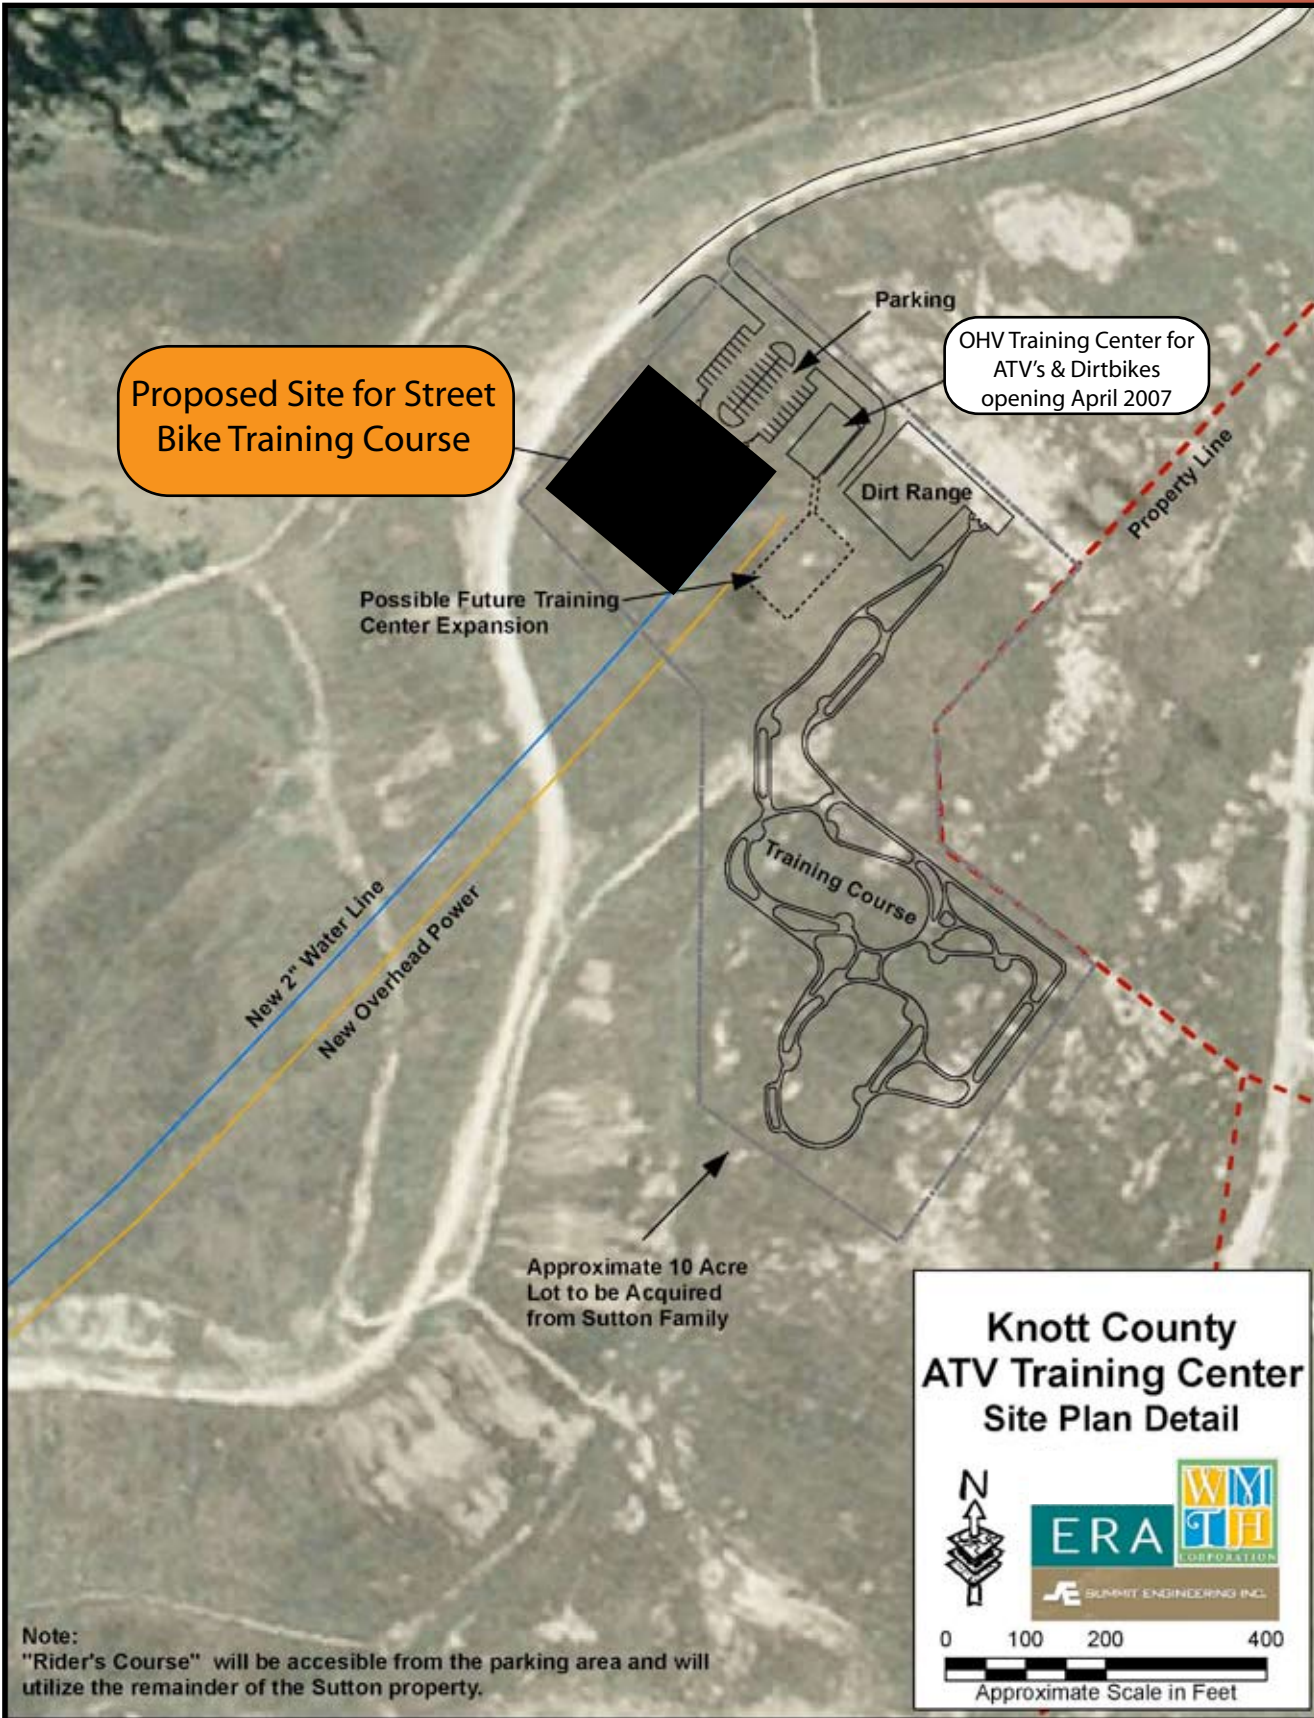 Parking
OHV Training Center for
ATV's & Dirtbikes
opening April 2007
Proposed Site for Street
Bike Training Course
Property Line
Dirt Range
Possible Future Training
Center Expansion
Training Course
New 2" Water Line
New Overhead Power
Approximate 10 Acre
Lot to be Acquired
from Sutton Family
Knott County
ATV Training Center
Site Plan Detail
N
ERA
WM
TH
CORPORATION
SE SUMMIT ENGINEERING INC.
0 100 200 400
Approximate Scale in Feet
Note:
"Rider's Course" will be accesible from the parking area and will
utilize the remainder of the Sutton property.